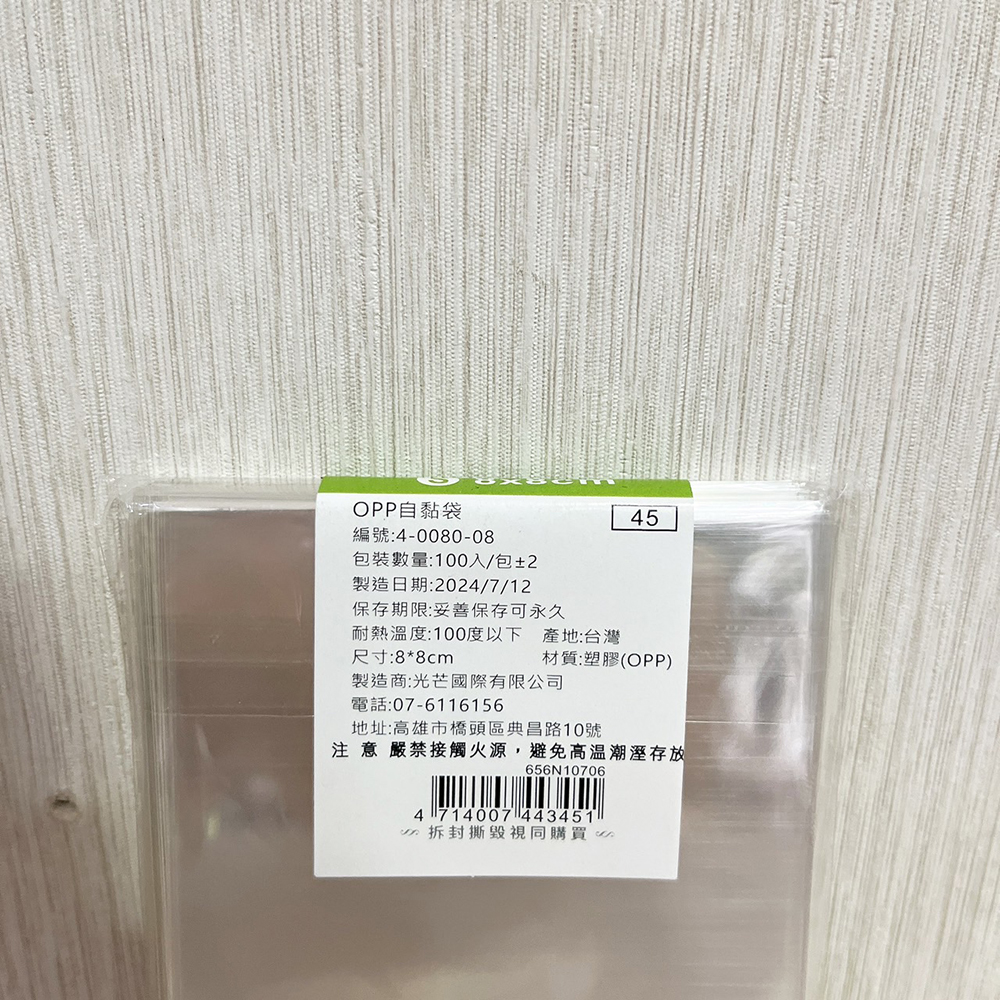 8x8cm
OPP自黏袋
45
編號:4-0080-08
包裝數量:100入/包±2
製造日期:2024/7/12
保存期限:妥善保存可永久
耐熱溫度:100度以下 產地:台灣
尺寸:8*8cm 材質:塑膠(OPP)
製造商:光芒國際有限公司
電話:07-6116156
地址:高雄市橋頭區典昌路10號
注 意 嚴禁接觸火源,避免高温潮溼存放
656N10706
4 714007 443451
拆封撕毀視同購買